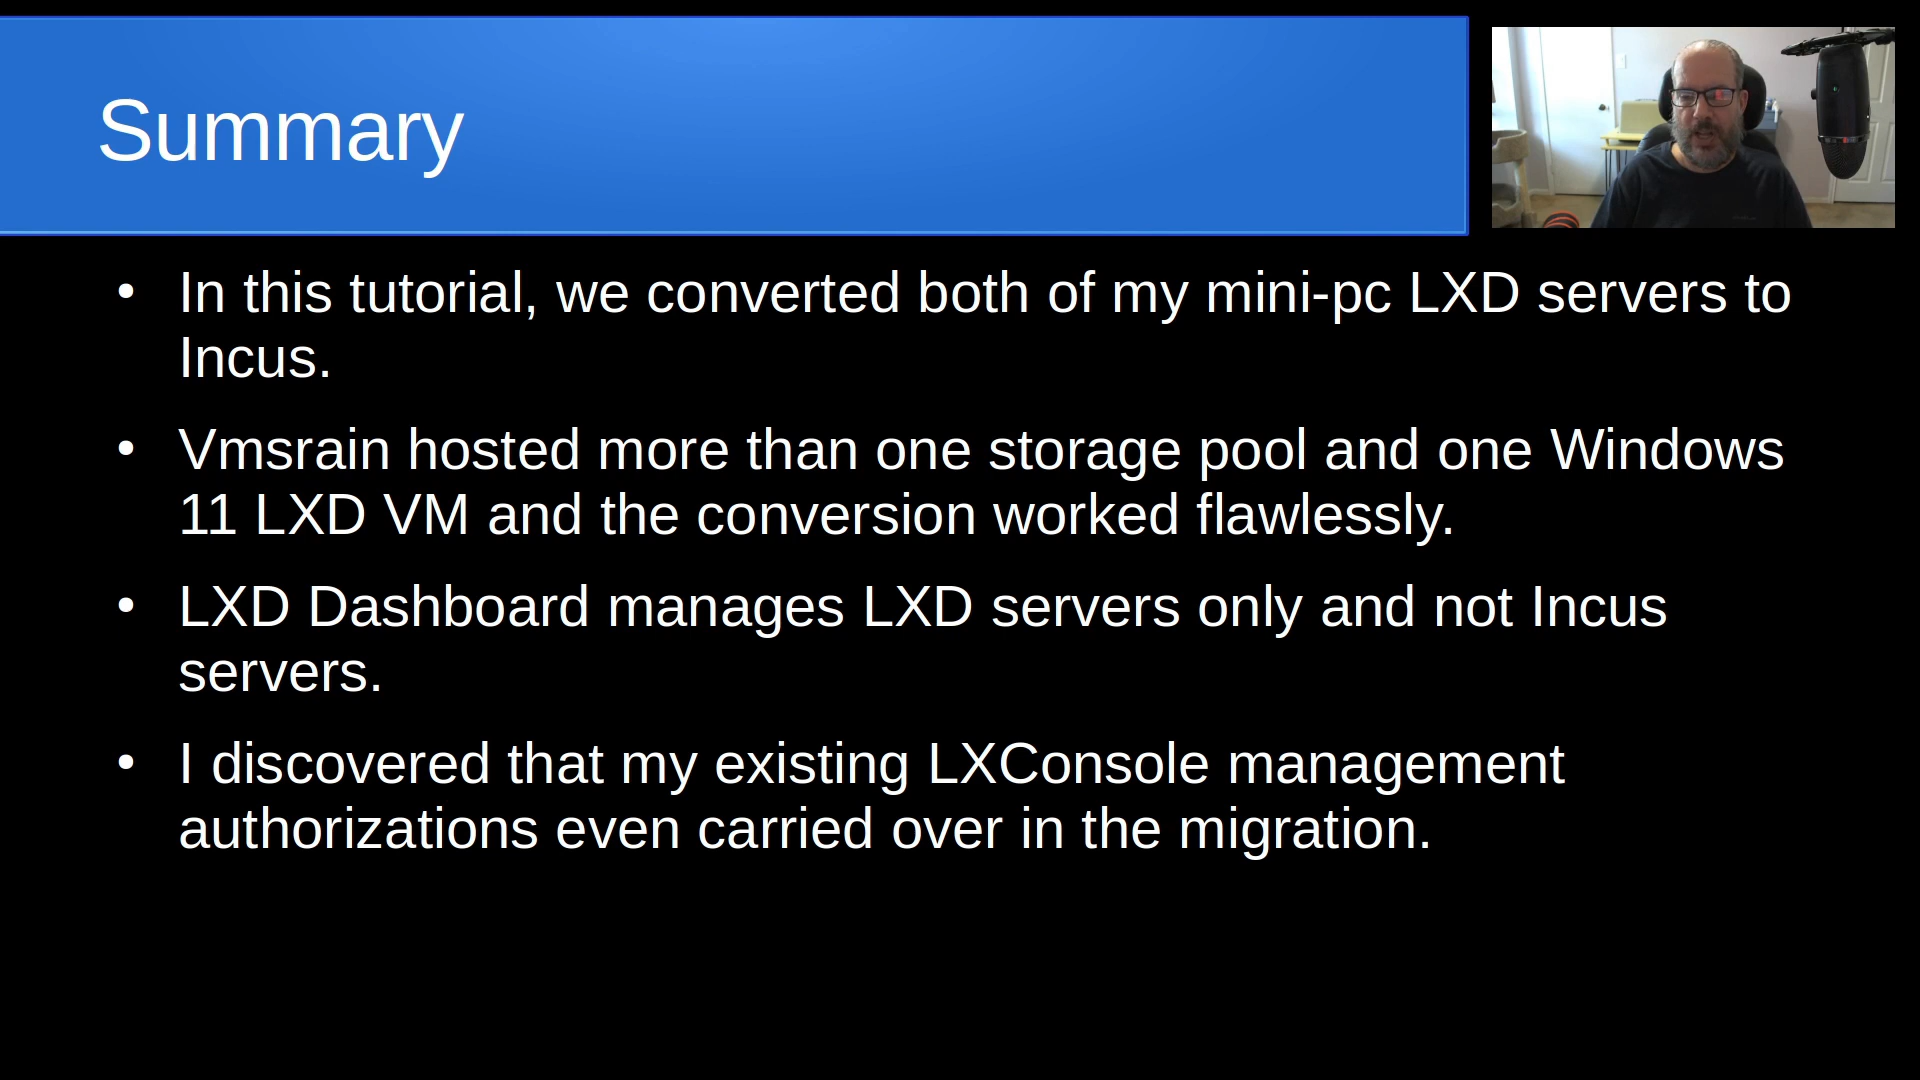 Summary
• In this tutorial, we converted both of my mini-pc LXD servers to
Incus.
• Vmsrain hosted more than one storage pool and one Windows
11 LXD VM and the conversion worked flawlessly.
• LXD Dashboard manages LXD servers only and not Incus
servers.
• I discovered that my existing LXConsole management
authorizations even carried over in the migration.